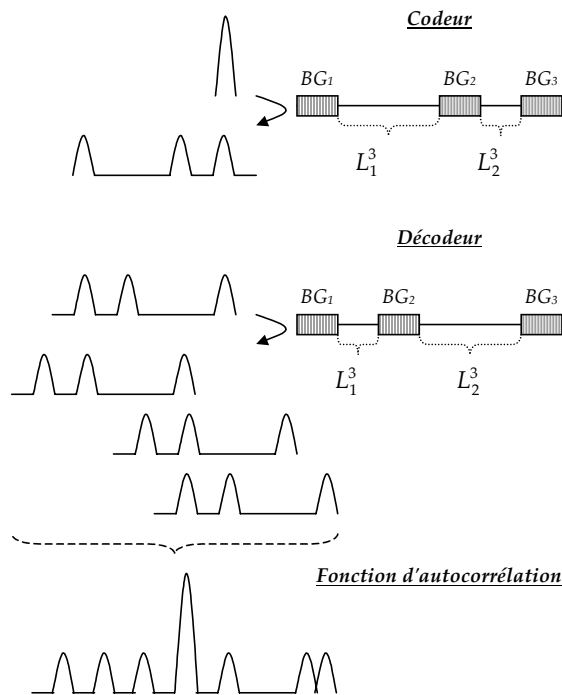 Codeur
BG₁ BG₂ BG₃
L₁³ L₂³
Décodeur
BG₁ BG₂ BG₃
L₁³ L₂³
Fonction d'autocorrélation